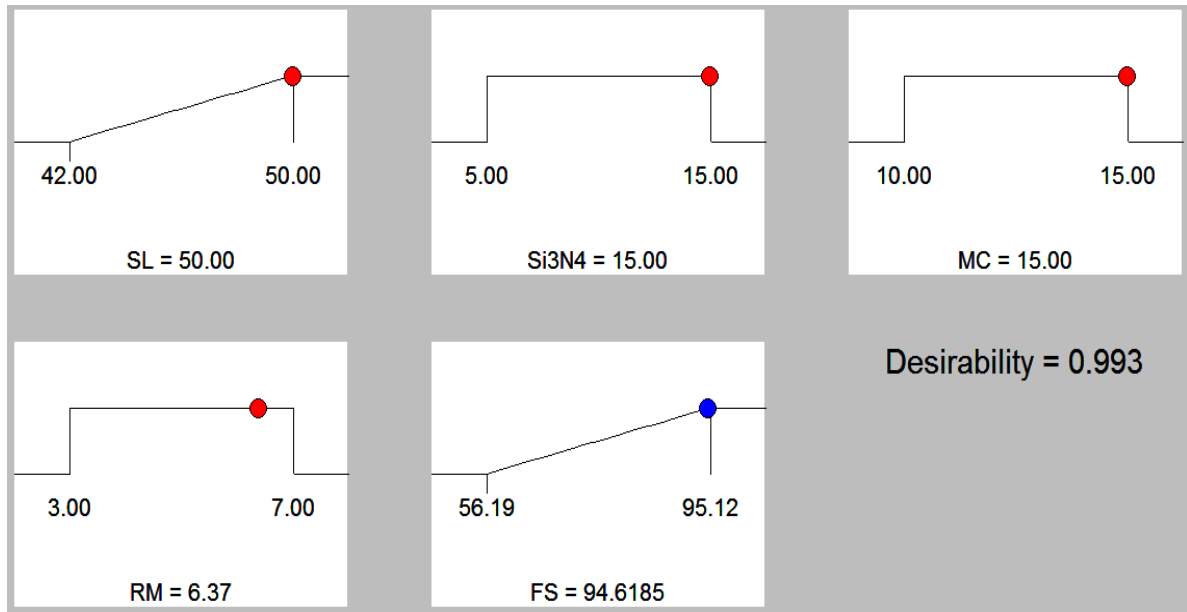 42.00 50.00
SL = 50.00
5.00 15.00
Si3N4 = 15.00
10.00 15.00
MC = 15.00
3.00 7.00
RM = 6.37
56.19 95.12
FS = 94.6185
Desirability = 0.993